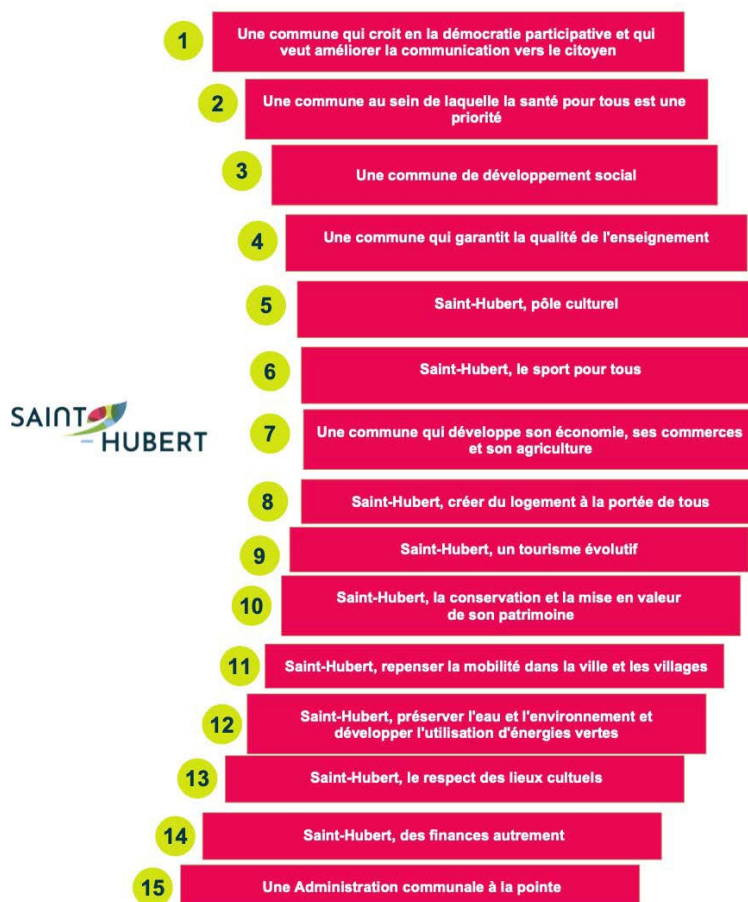 1
Une commune qui croit en la démocratie participative et qui
veut améliorer la communication vers le citoyen
2
Une commune au sein de laquelle la santé pour tous est une
priorité
3
Une commune de développement social
4
Une commune qui garantit la qualité de l'enseignement
5
Saint-Hubert, pôle culturel
6
Saint-Hubert, le sport pour tous
SAINT
HUBERT
7
Une commune qui développe son économie, ses commerces
et son agriculture
8
Saint-Hubert, créer du logement à la portée de tous
9
Saint-Hubert, un tourisme évolutif
10
Saint-Hubert, la conservation et la mise en valeur
de son patrimoine
11
Saint-Hubert, repenser la mobilité dans la ville et les villages
12
Saint-Hubert, préserver l'eau et l'environnement et
développer l'utilisation d'énergies vertes
13
Saint-Hubert, le respect des lieux cultuels
14
Saint-Hubert, des finances autrement
15
Une Administration communale à la pointe